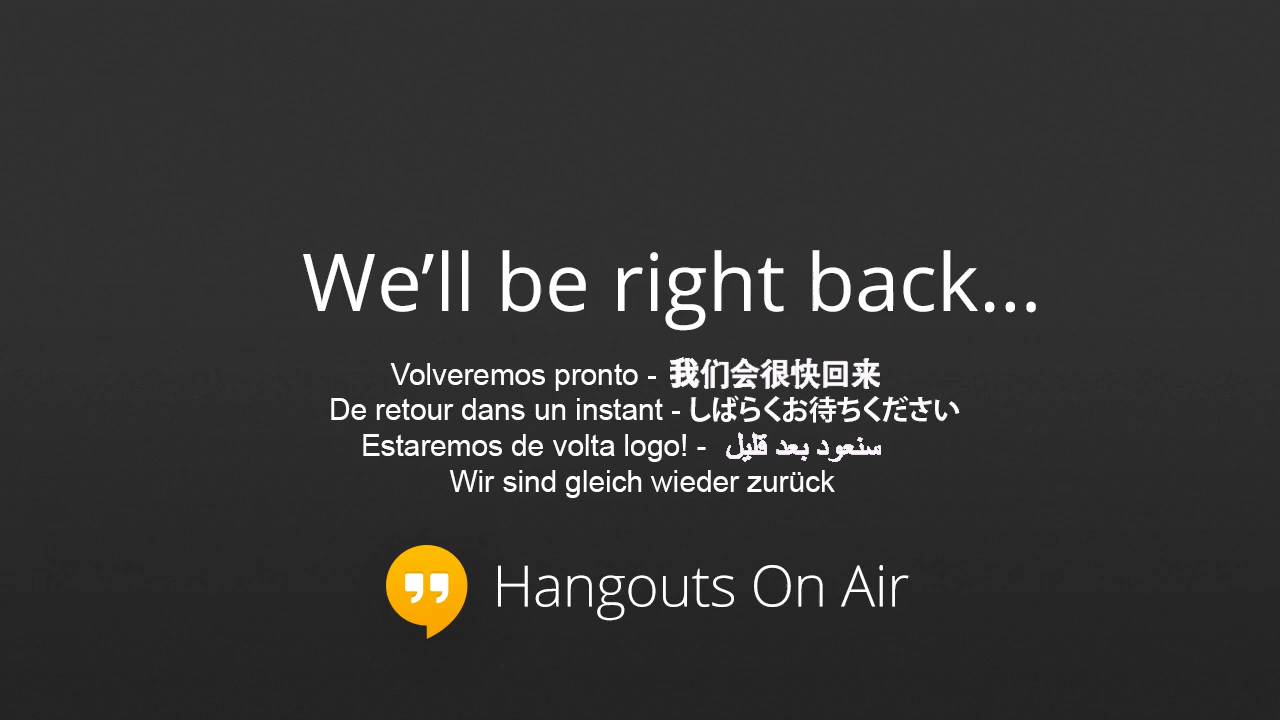 We’ll be right back...
Volveremos pronto - 我们会很快回来
De retour dans un instant - しばらくお待ちください
Estaremos de volta logo! - سنعود بعد قليل
Wir sind gleich wieder zurück
Hangouts On Air